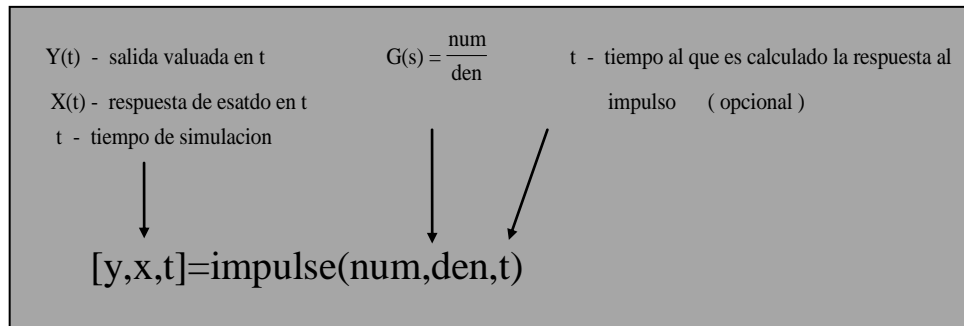 Y(t) - salida valuada en t
X(t) - respuesta de esatdo en t
t - tiempo de simulacion
G(s) = num
den
t - tiempo al que es calculado la respuesta al
impulso ( opcional )
[y,x,t]=impulse(num,den,t)